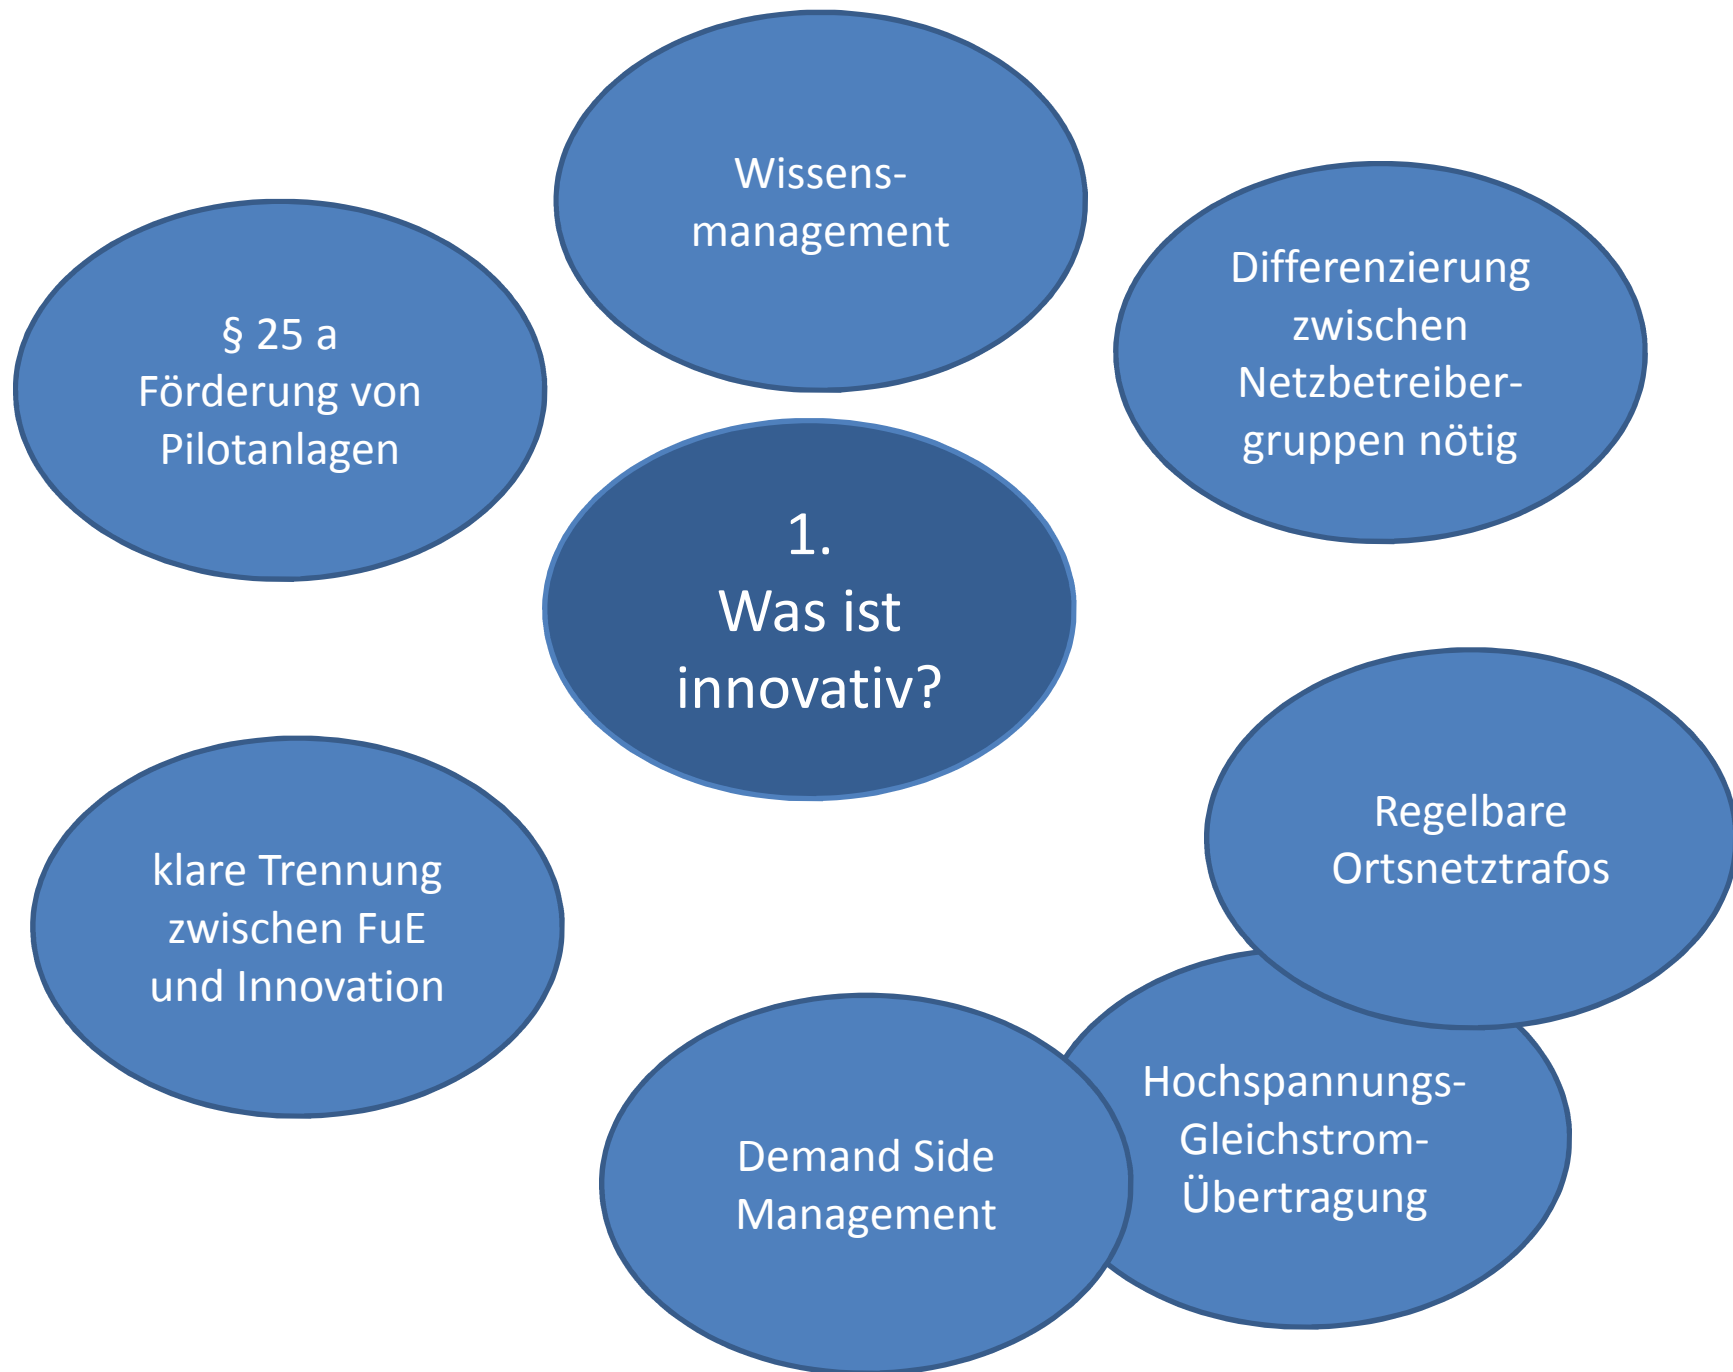 Wissens-
management
Differenzierung
zwischen
Netzbetreiber-
gruppen nötig
§ 25 a
Förderung von
Pilotanlagen
1.
Was ist
innovativ?
Regelbare
Ortsnetztrafos
klare Trennung
zwischen FuE
und Innovation
Hochspannungs-
Gleichstrom-
Übertragung
Demand Side
Management